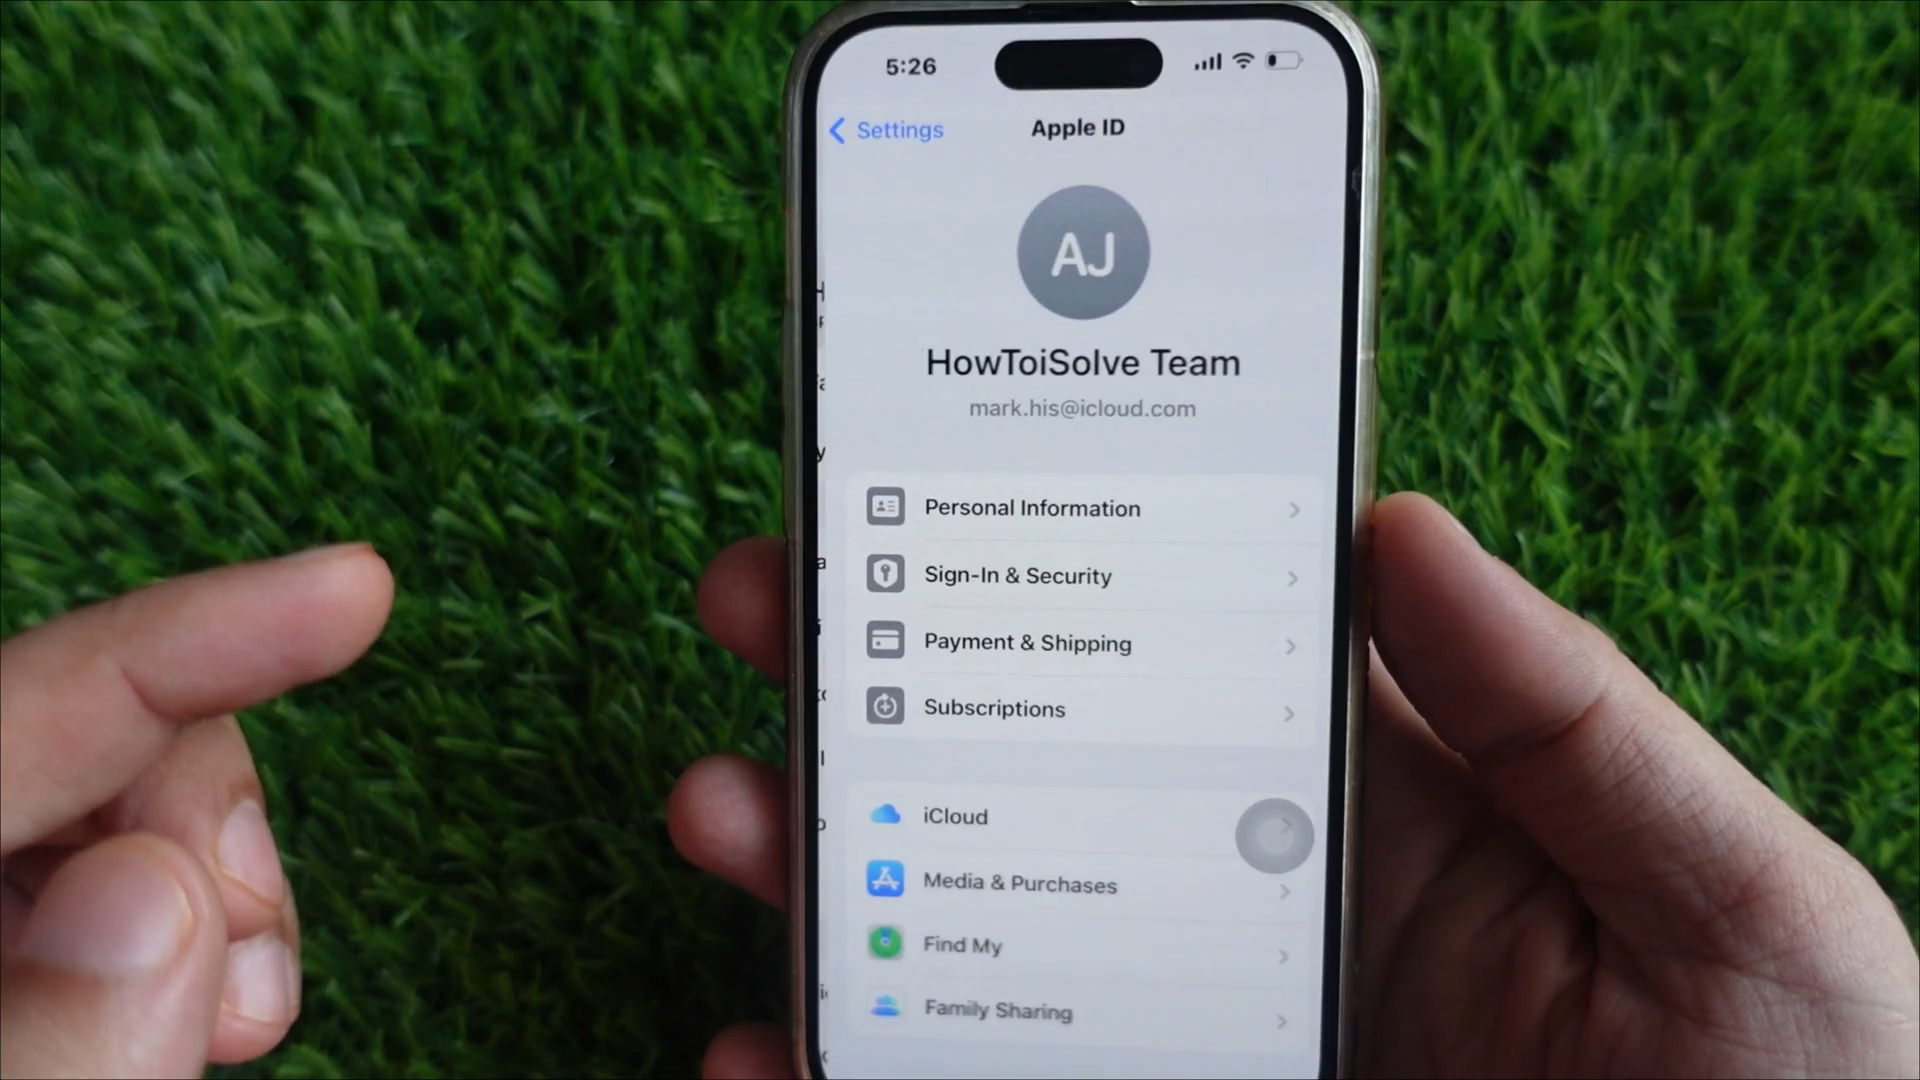 5:26
Settings
Apple ID
AJ
HowToiSolve Team
mark.his@icloud.com
Personal Information
Sign-In & Security
Payment & Shipping
Subscriptions
iCloud
Media & Purchases
Find My
Family Sharing